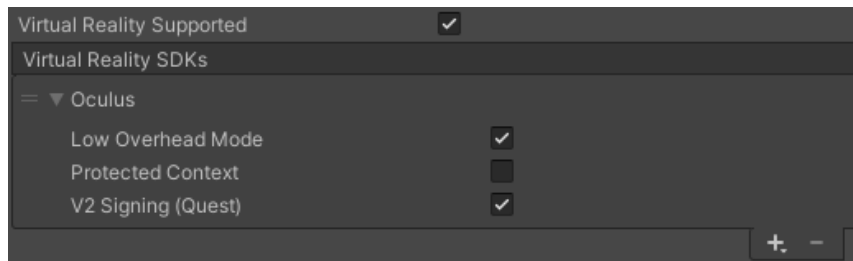 Virtual Reality Supported
Virtual Reality SDKs
Oculus
Low Overhead Mode
Protected Context
V2 Signing (Quest)